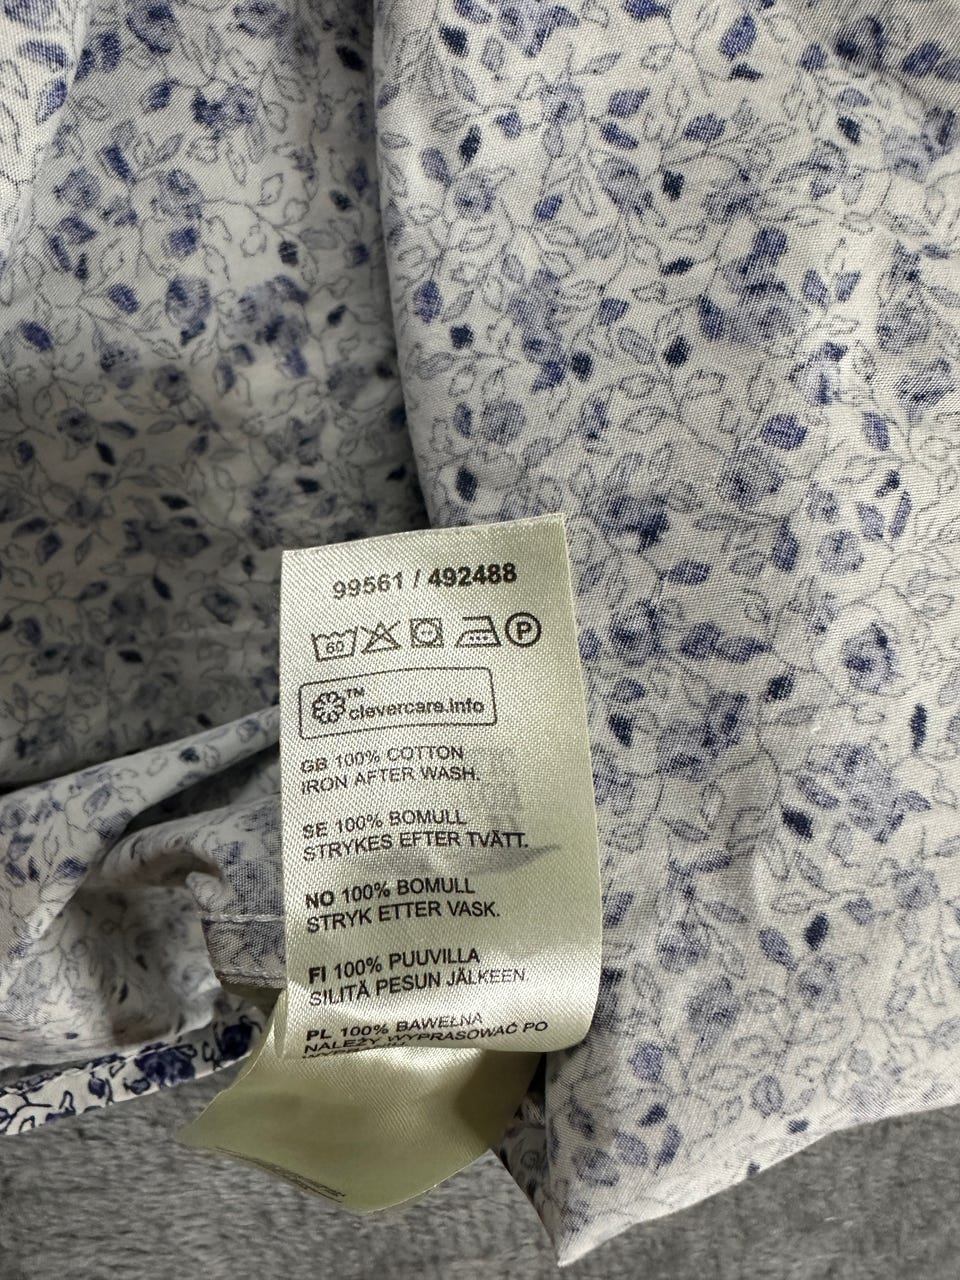 99561 / 492488
60
P
™
clevercare.info
GB 100% COTTON
IRON AFTER WASH.
SE 100% BOMULL
STRYKES EFTER TVÄTT.
NO 100% BOMULL
STRYK ETTER VASK.
FI 100% PUUVILLA
SILITÄ PESUN JÄLKEEN.
PL 100% BAWEŁNA
NALEŻY WYPRASOWAĆ PO